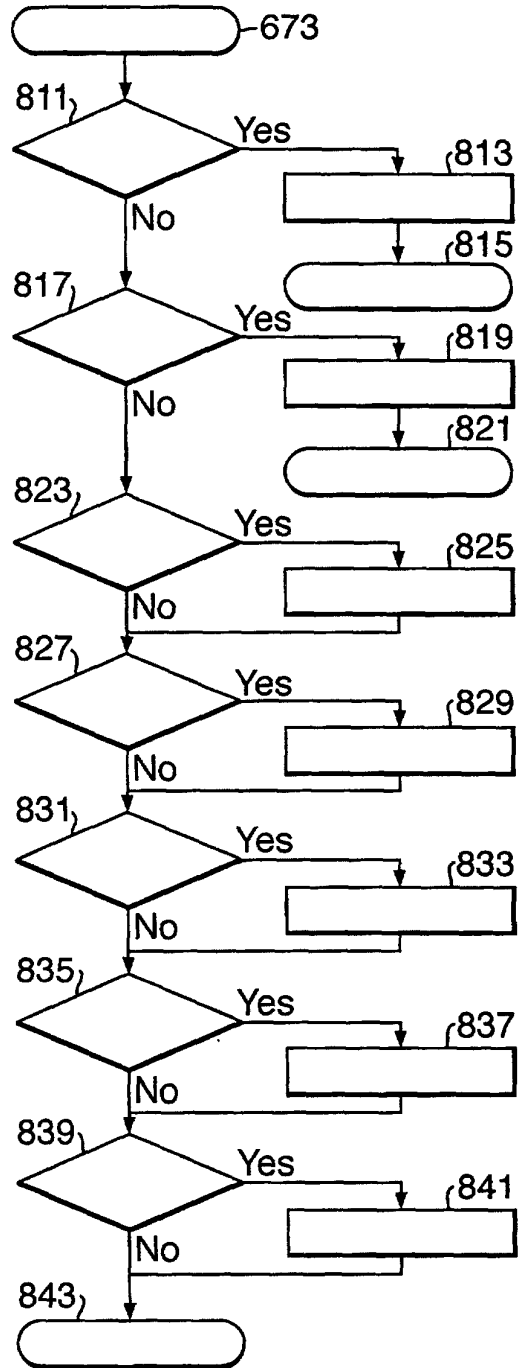 673
811
Yes
813
No
815
817
Yes
819
No
821
823
Yes
825
No
827
Yes
829
No
831
Yes
833
No
835
Yes
837
No
839
Yes
841
No
843